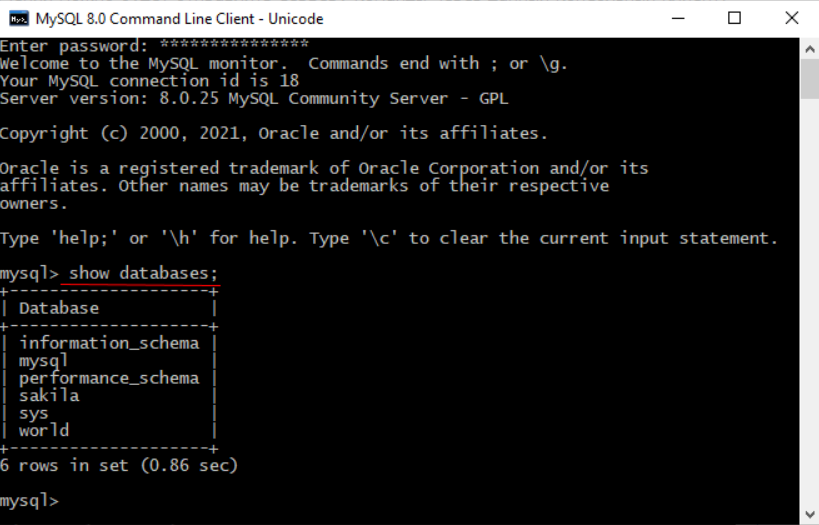 MySQL 8.0 Command Line Client - Unicode
Enter password: ***************
Welcome to the MySQL monitor.  Commands end with ; or \g.
Your MySQL connection id is 18
Server version: 8.0.25 MySQL Community Server - GPL
Copyright (c) 2000, 2021, Oracle and/or its affiliates.
Oracle is a registered trademark of Oracle Corporation and/or its
affiliates. Other names may be trademarks of their respective
owners.
Type 'help;' or '\h' for help. Type '\c' to clear the current input statement.
mysql> show databases;
+--------------------+
| Database           |
+--------------------+
| information_schema |
| mysql              |
| performance_schema |
| sakila             |
| sys                |
| world              |
+--------------------+
6 rows in set (0.86 sec)
mysql>